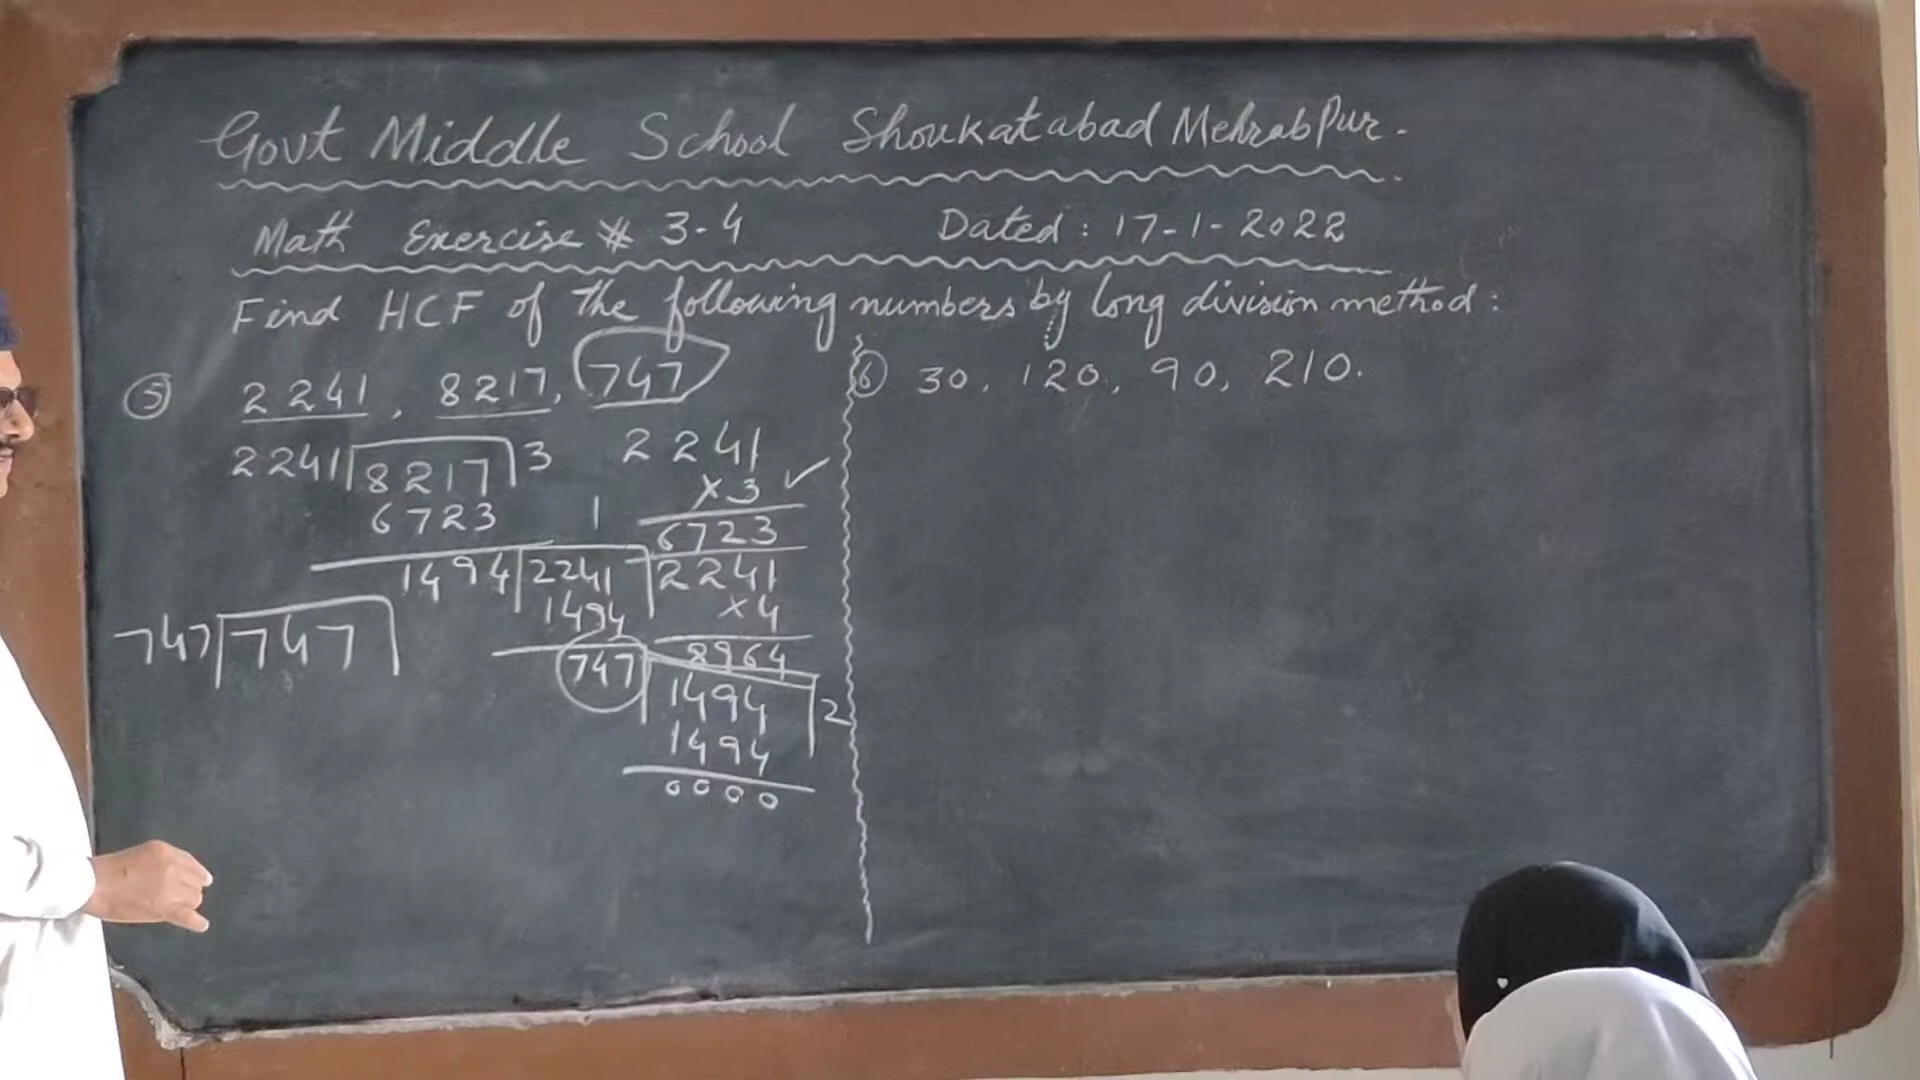 Govt Middle School Shoukatabad Mehrabpur.
Math Exercise # 3-4 Dated: 17-1-2022
Find HCF of the following numbers by long division method:
⑤ 2241, 8217, 747
2241 8217 3
6723
1
1494 2241
1494
747 1494 2
1494
0000
2241
×3 ✓
6723
2241
×4
8964
747 747
⑥ 30, 120, 90, 210.